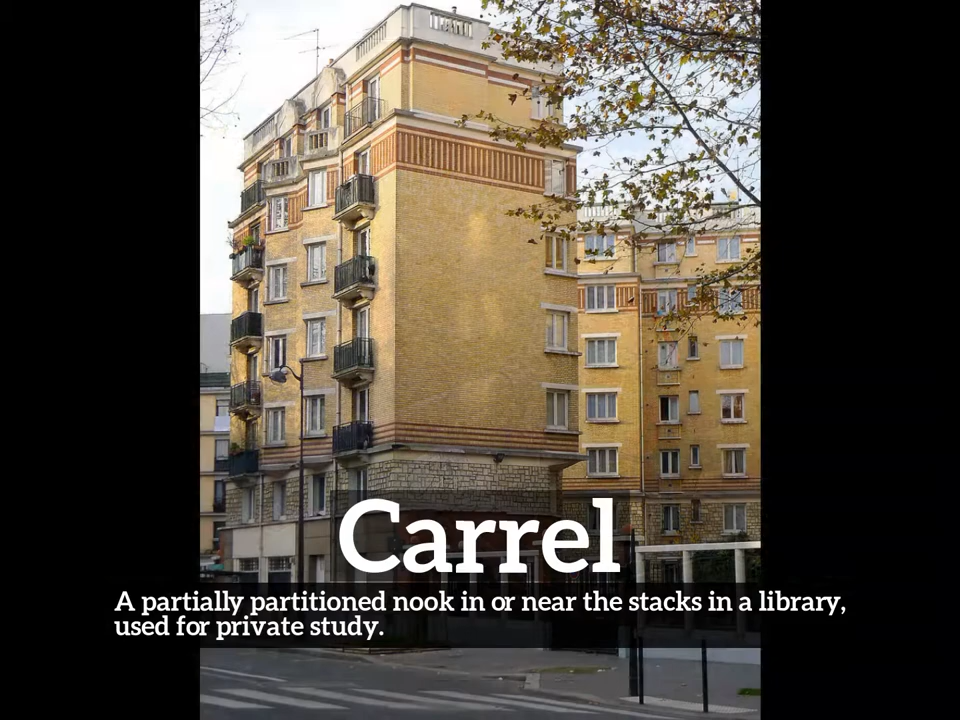 Carrel
A partially partitioned nook in or near the stacks in a library,
used for private study.